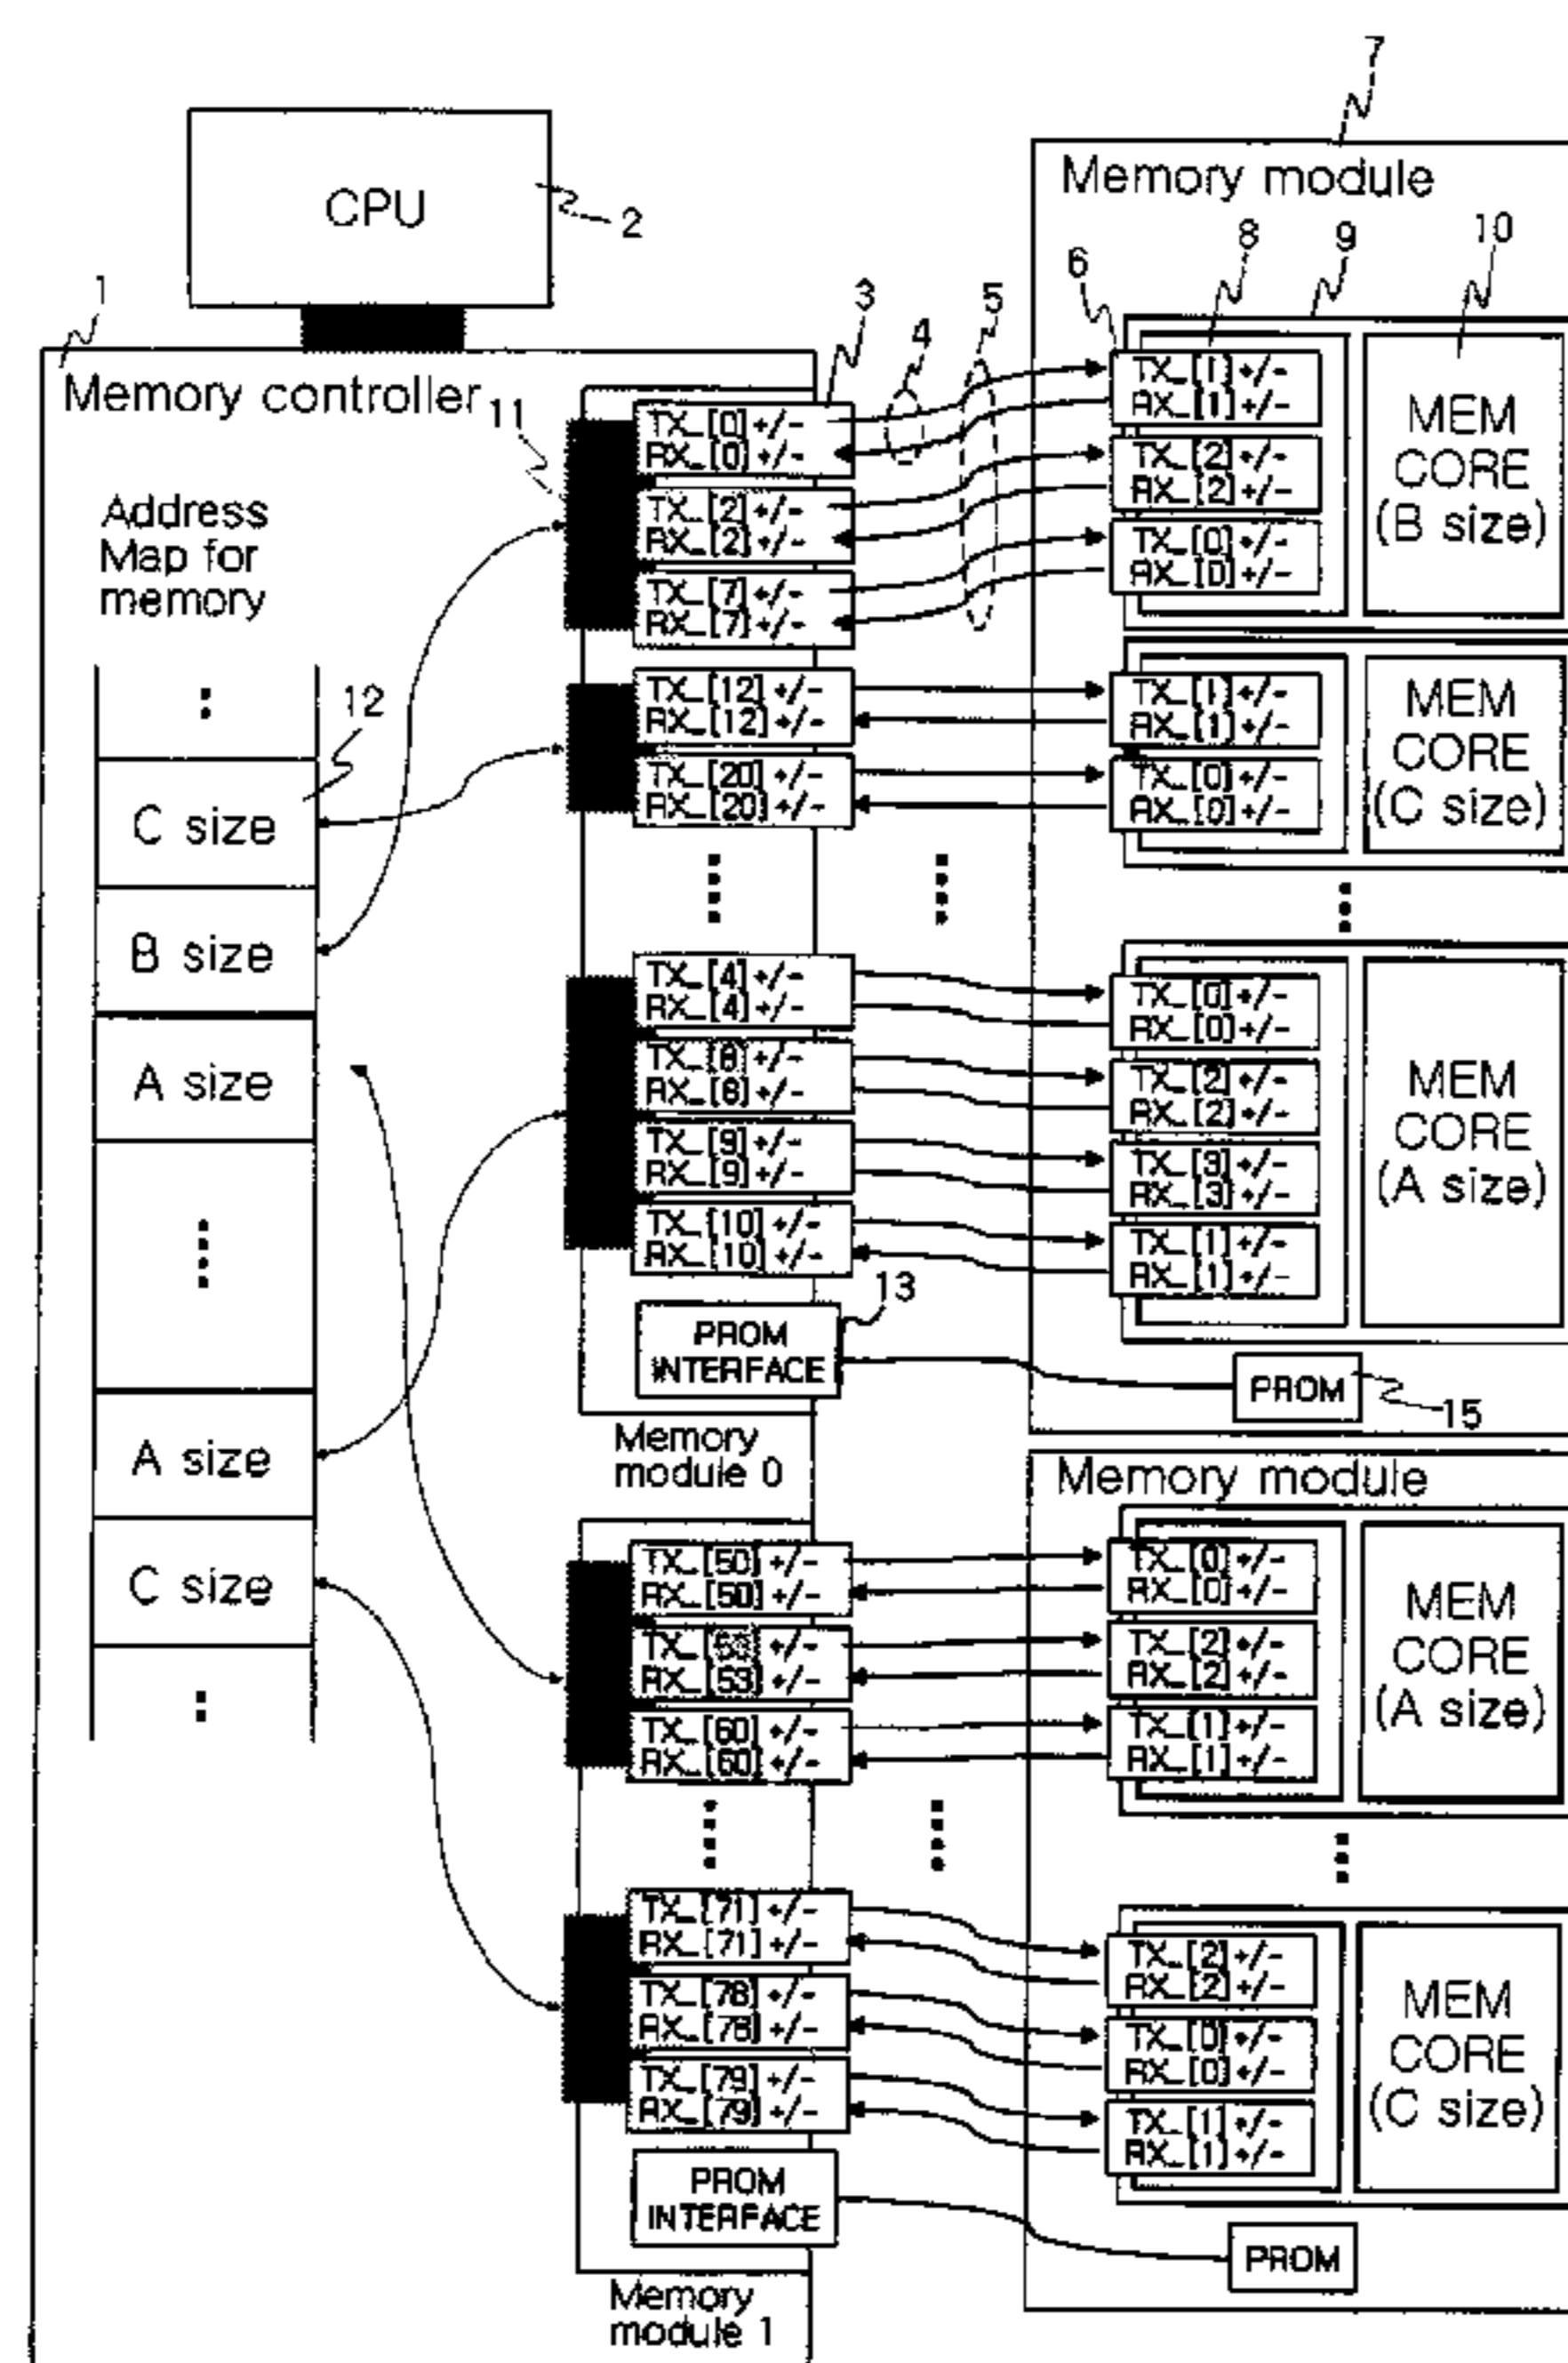 7
CPU
2
Memory module
1
Memory controller
11
3
4
5
6
8
9
10
Address
Map for
memory
TX_[0]+/-
RX_[0]+/-
TX_[2]+/-
RX_[2]+/-
TX_[7]+/-
RX_[7]+/-
TX_[1]+/-
RX_[1]+/-
TX_[2]+/-
RX_[2]+/-
TX_[0]+/-
RX_[0]+/-
MEM
CORE
(B size)
12
C size
B size
A size
A size
C size
TX_[12]+/-
RX_[12]+/-
TX_[20]+/-
RX_[20]+/-
TX_[1]+/-
RX_[1]+/-
TX_[0]+/-
RX_[0]+/-
MEM
CORE
(C size)
TX_[4]+/-
RX_[4]+/-
TX_[8]+/-
RX_[8]+/-
TX_[9]+/-
RX_[9]+/-
TX_[10]+/-
RX_[10]+/-
TX_[0]+/-
RX_[0]+/-
TX_[2]+/-
RX_[2]+/-
TX_[3]+/-
RX_[3]+/-
TX_[1]+/-
RX_[1]+/-
MEM
CORE
(A size)
13
PROM
INTERFACE
PROM
15
Memory
module 0
Memory module
TX_[50]+/-
RX_[50]+/-
TX_[53]+/-
RX_[53]+/-
TX_[60]+/-
RX_[60]+/-
TX_[0]+/-
RX_[0]+/-
TX_[2]+/-
RX_[2]+/-
TX_[1]+/-
RX_[1]+/-
MEM
CORE
(A size)
TX_[71]+/-
RX_[71]+/-
TX_[78]+/-
RX_[78]+/-
TX_[79]+/-
RX_[79]+/-
TX_[2]+/-
RX_[2]+/-
TX_[0]+/-
RX_[0]+/-
TX_[1]+/-
RX_[1]+/-
MEM
CORE
(C size)
PROM
INTERFACE
PROM
Memory
module 1